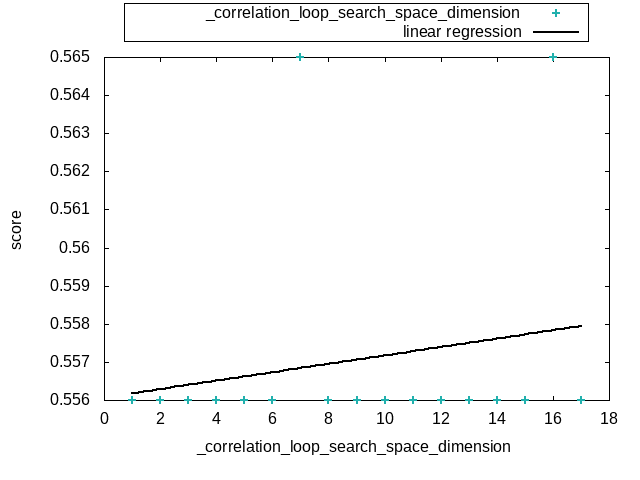 _correlation_loop_search_space_dimension
linear regression
0.565
0.564
0.563
0.562
0.561
0.56
0.559
0.558
0.557
0.556
score
0 2 4 6 8 10 12 14 16 18
_correlation_loop_search_space_dimension